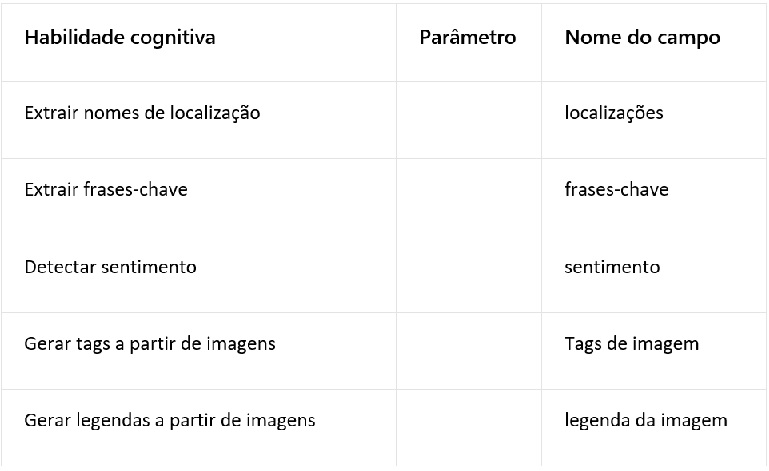 Habilidade cognitiva Parâmetro Nome do campo
Extrair nomes de localização localizações
Extrair frases-chave frases-chave
Detectar sentimento sentimento
Gerar tags a partir de imagens Tags de imagem
Gerar legendas a partir de imagens legenda da imagem